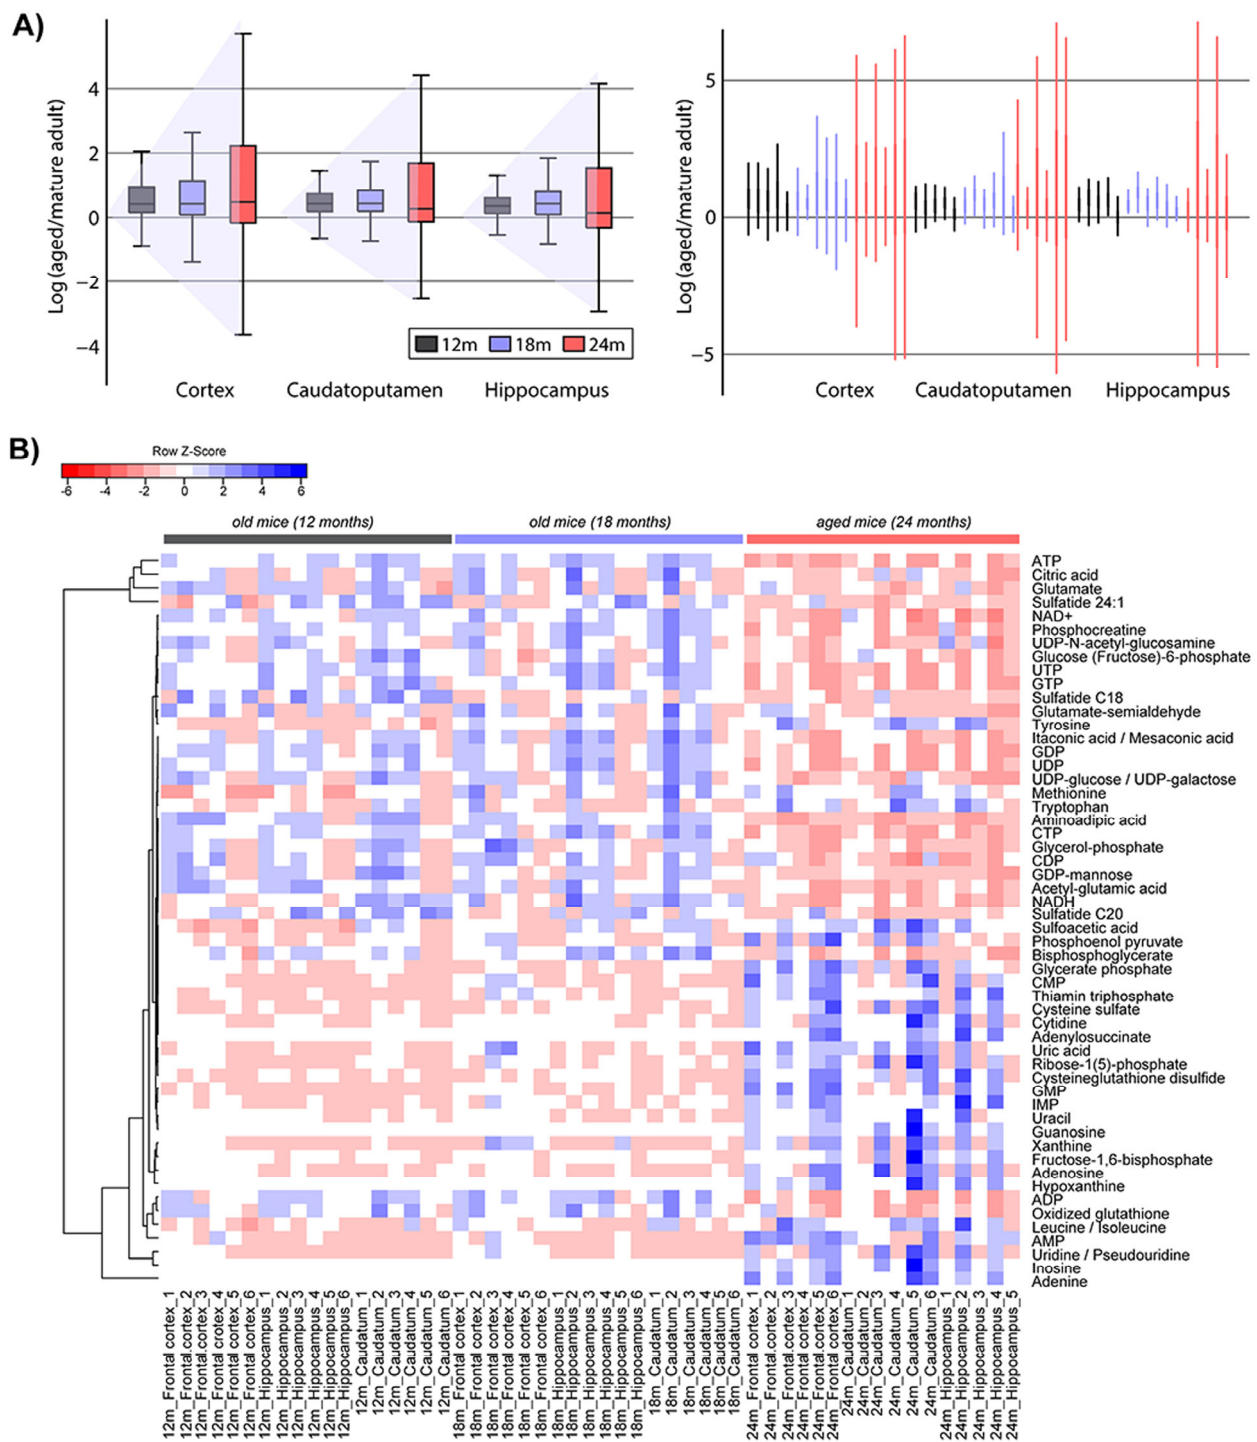 A)
Log (aged/mature adult)
4
2
0
−2
−4
12m 18m 24m
Cortex Caudatoputamen Hippocampus
Log (aged/mature adult)
5
0
−5
Cortex Caudatoputamen Hippocampus
B)
Row Z-Score
-6 -4 -2 0 2 4 6
old mice (12 months) old mice (18 months) aged mice (24 months)
ATP
Citric acid
Glutamate
Sulfatide 24:1
NAD+
Phosphocreatine
UDP-N-acetyl-glucosamine
Glucose (Fructose)-6-phosphate
UTP
GTP
Sulfatide C18
Glutamate-semialdehyde
Tyrosine
Itaconic acid / Mesaconic acid
GDP
UDP
UDP-glucose / UDP-galactose
Methionine
Tryptophan
Aminoadipic acid
CTP
Glycerol-phosphate
CDP
GDP-mannose
Acetyl-glutamic acid
NADH
Sulfatide C20
Sulfoacetic acid
Phosphoenol pyruvate
Bisphosphoglycerate
Glycerate phosphate
CMP
Thiamin triphosphate
Cysteine sulfate
Cytidine
Adenylosuccinate
Uric acid
Ribose-1(5)-phosphate
Cysteineglutathione disulfide
GMP
IMP
Uracil
Guanosine
Xanthine
Fructose-1,6-bisphosphate
Adenosine
Hypoxanthine
ADP
Oxidized glutathione
Leucine / Isoleucine
AMP
Uridine / Pseudouridine
Inosine
Adenine
12m_Frontal cortex_1
12m_Frontal.cortex_2
12m_Frontal.cortex_3
12m_Frontal crotex_4
12m_Frontal cortex_5
12m_Frontal cortex_6
12m_Hippocampus_1
12m_Hippocampus_2
12m_Hippocampus_3
12m_Hippocampus_4
12m_Hippocampus_5
12m_Hippocampus_6
12m_Caudatum_1
12m_Caudatum_2
12m_Caudatum_3
12m_Caudatum_4
12m_Caudatum_5
12m_Caudatum_6
18m_Frontal cortex_1
18m_Frontal cortex_2
18m_Frontal cortex_3
18m_Frontal cortex_4
18m_Frontal cortex_5
18m_Frontal cortex_6
18m_Hippocampus_1
18m_Hippocampus_2
18m_Hippocampus_3
18m_Hippocampus_4
18m_Hippocampus_5
18m_Hippocampus_6
18m_Caudatum_1
18m_Caudatum_2
18m_Caudatum_3
18m_Caudatum_4
18m_Caudatum_5
18m_Caudatum_6
24m_Frontal cortex_1
24m_Frontal.cortex_2
24m_Frontal cortex_3
24m_Frontal cortex_4
24m_Frontal.cortex_5
24m_Frontal cortex_6
24m_Caudatum_1
24m_Caudatum_2
24m_Caudatum_3
24m_Caudatum_4
24m_Caudatum_5
24m_Caudatum_6
24m_Hippocampus_1
24m_Hippocampus_2
24m_Hippocampus_3
24m_Hippocampus_4
24m_Hippocampus_5